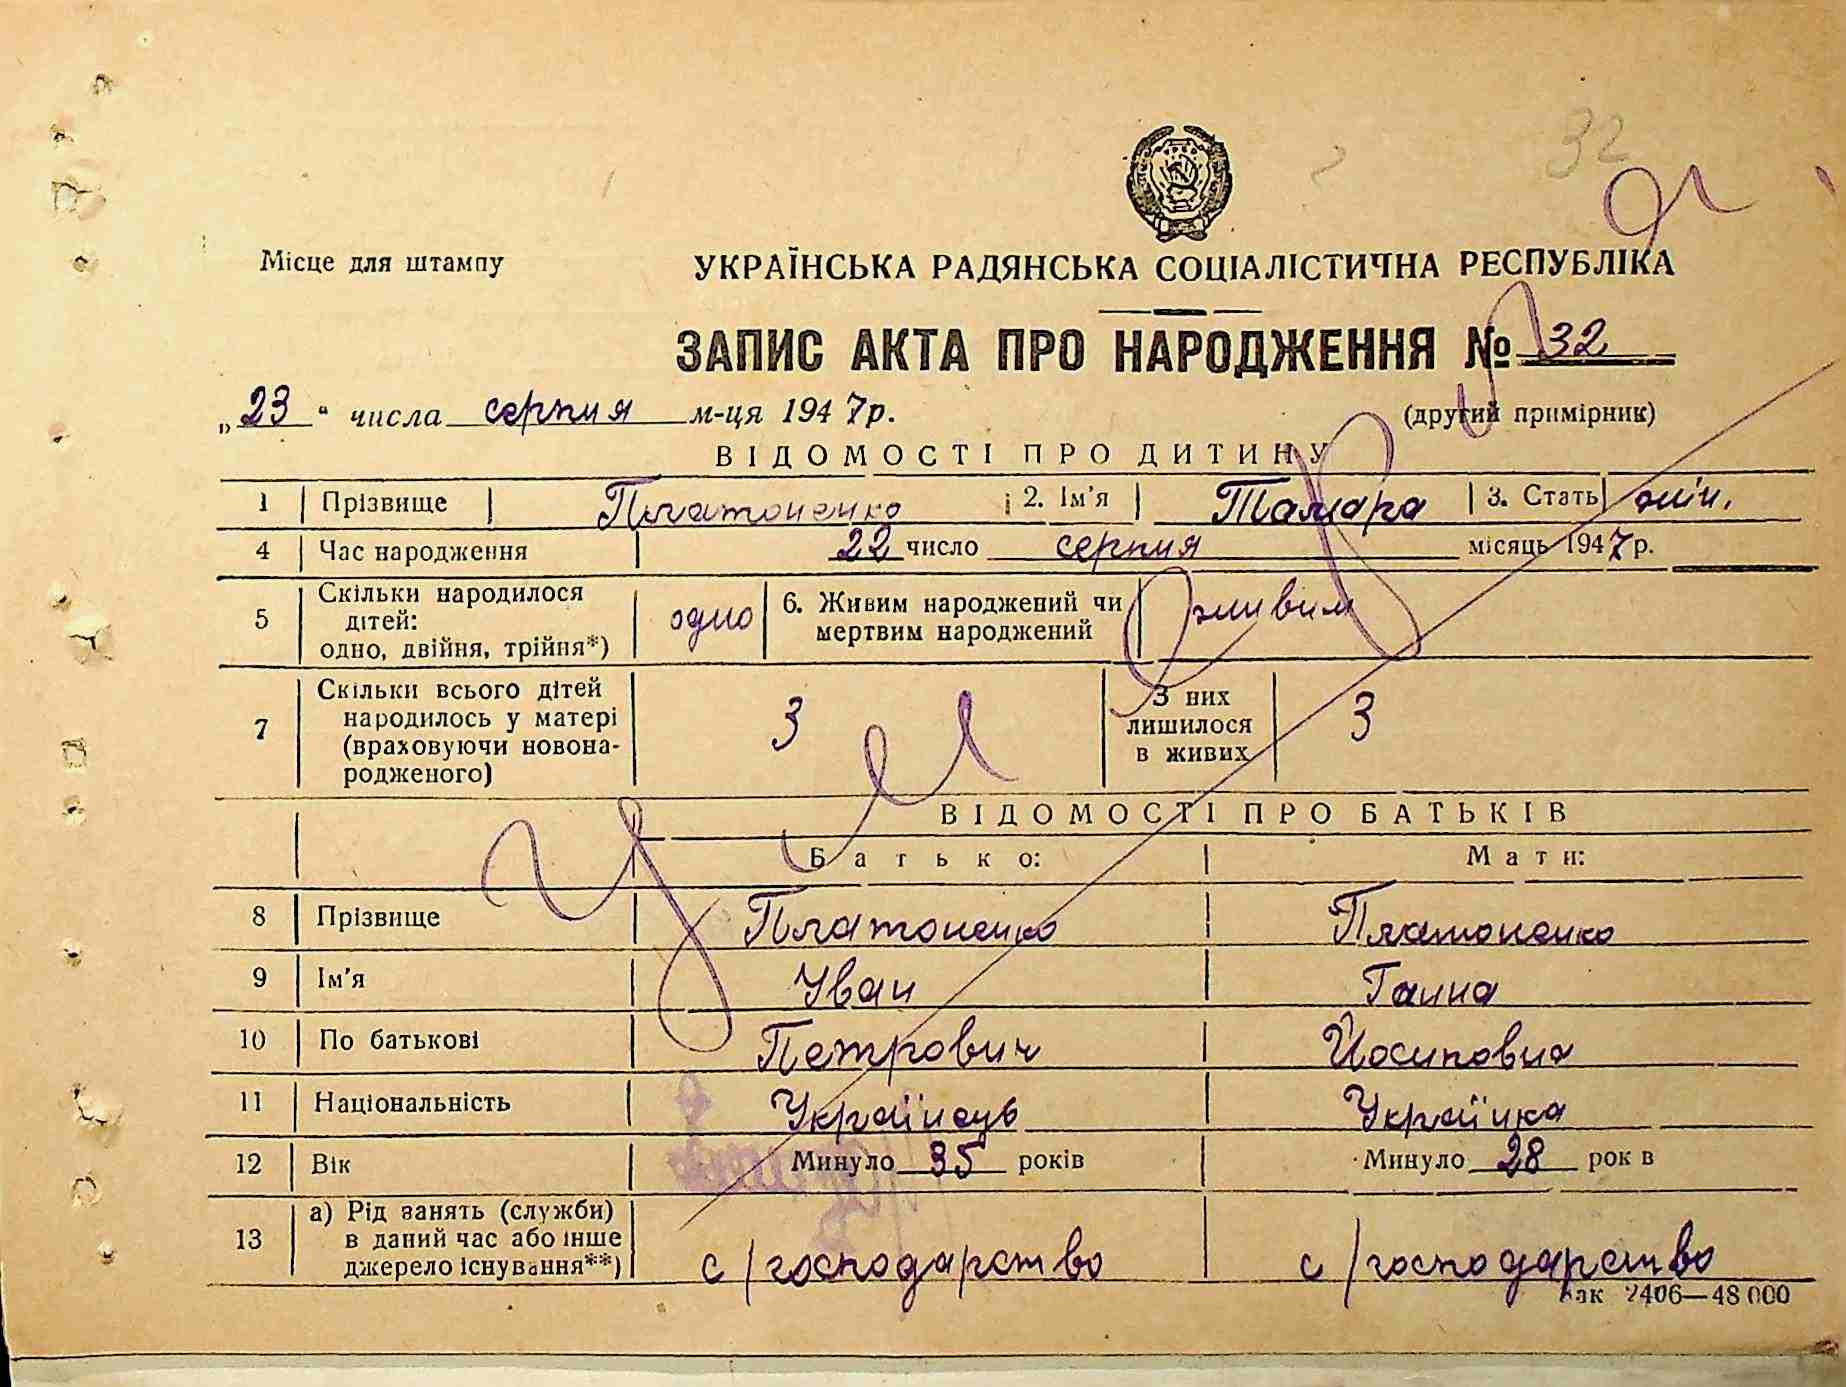 32
Місце для штампу
УКРАЇНСЬКА РАДЯНСЬКА СОЦІАЛІСТИЧНА РЕСПУБЛІКА
ЗАПИС АКТА ПРО НАРОДЖЕННЯ № 32
„23“ числа серпня м-ця 1947 р.
(другий примірник)
ВІДОМОСТІ ПРО ДИТИНУ
1 Прізвище Платоненко 2. Ім'я Тамара 3. Стать жін.
4 Час народження 22 число серпня місяць 1947 р.
5 Скільки народилося дітей: одно, двійня, трійня*) одно 6. Живим народжений чи мертвим народжений живим
7 Скільки всього дітей народилось у матері (враховуючи новонародженого) 3 З них лишилося в живих 3
ВІДОМОСТІ ПРО БАТЬКІВ
Батько: Мати:
8 Прізвище Платоненко Платоненко
9 Ім'я Іван Ганна
10 По батькові Петрович Йосиповна
11 Національність Українець Українка
12 Вік Минуло 35 років Минуло 28 рок в
13 а) Рід занять (служби) в даний час або інше джерело існування**) с/господарство с/господарство
Зак 2406—48 000